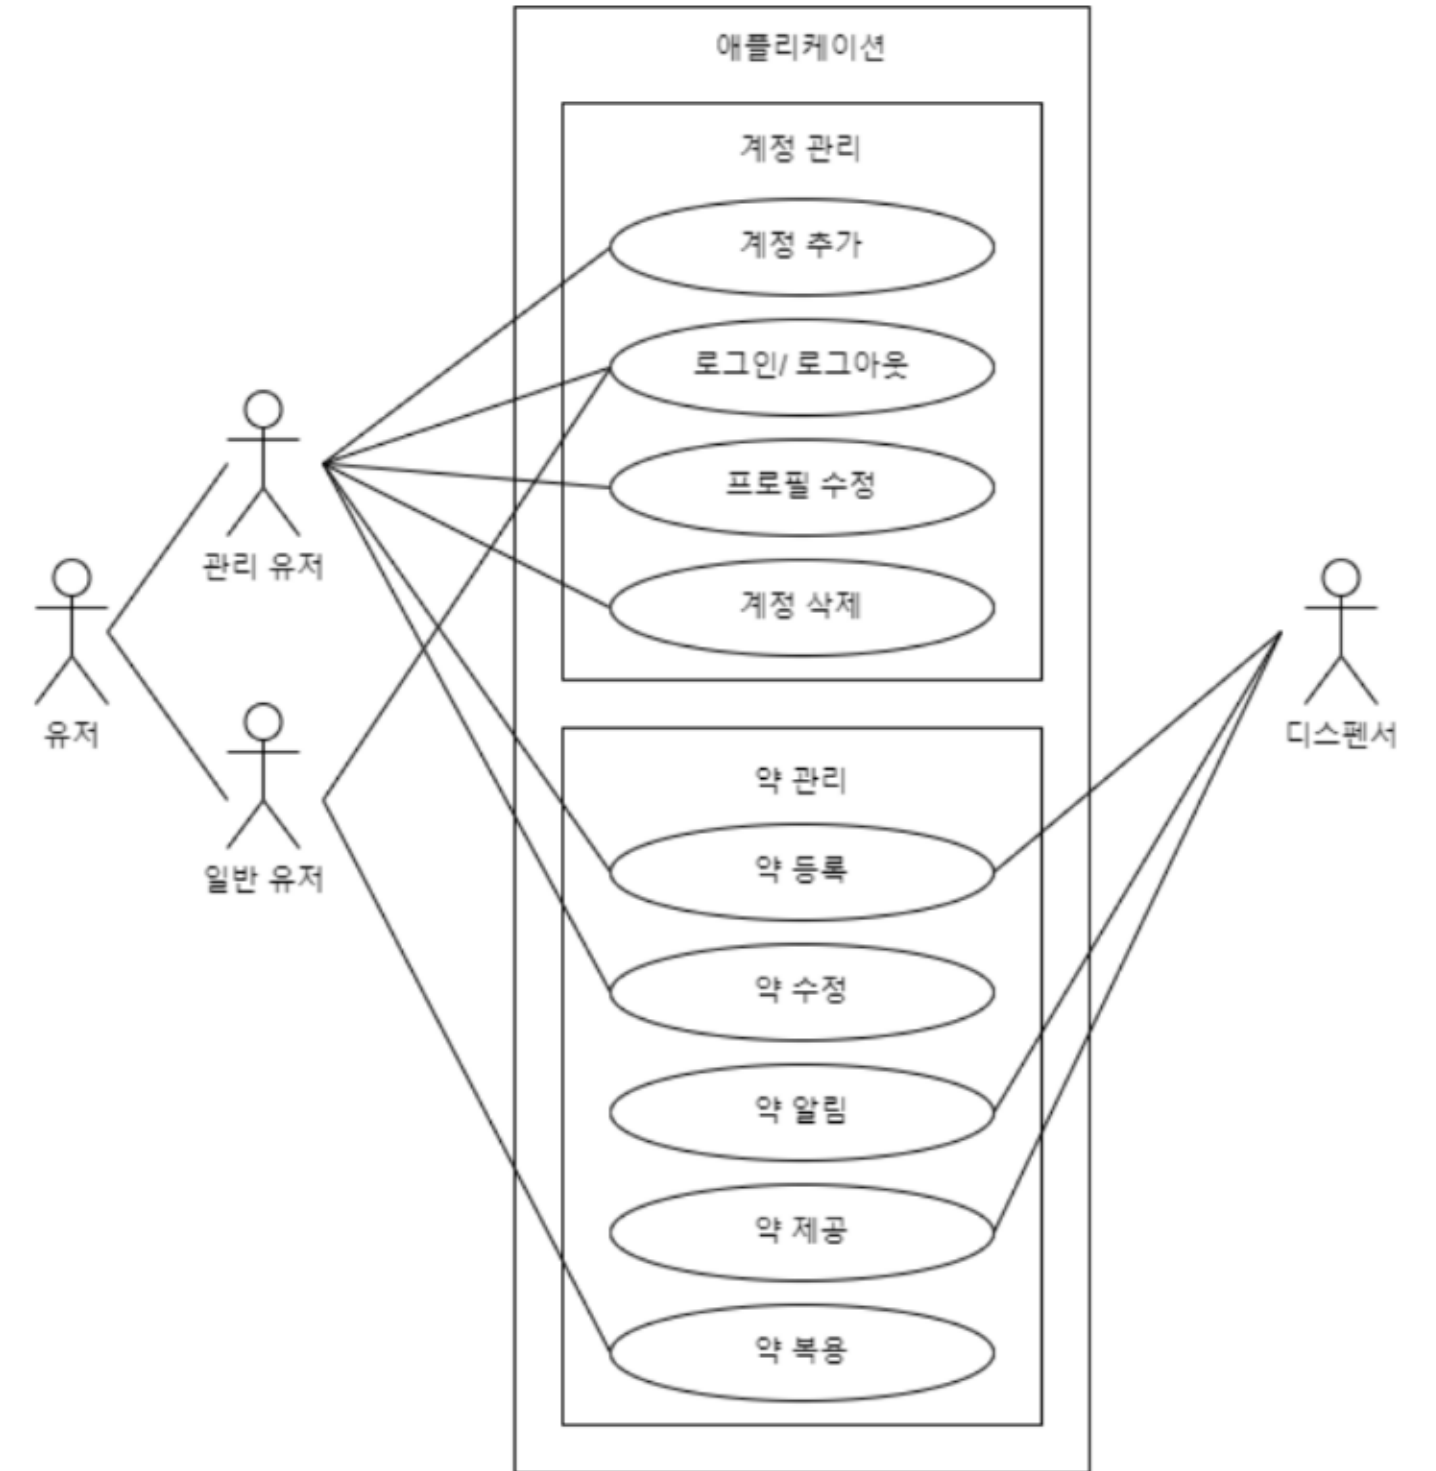 애플리케이션
계정 관리
계정 추가
로그인/ 로그아웃
프로필 수정
계정 삭제
관리 유저
유저
일반 유저
디스펜서
약 관리
약 등록
약 수정
약 알림
약 제공
약 복용